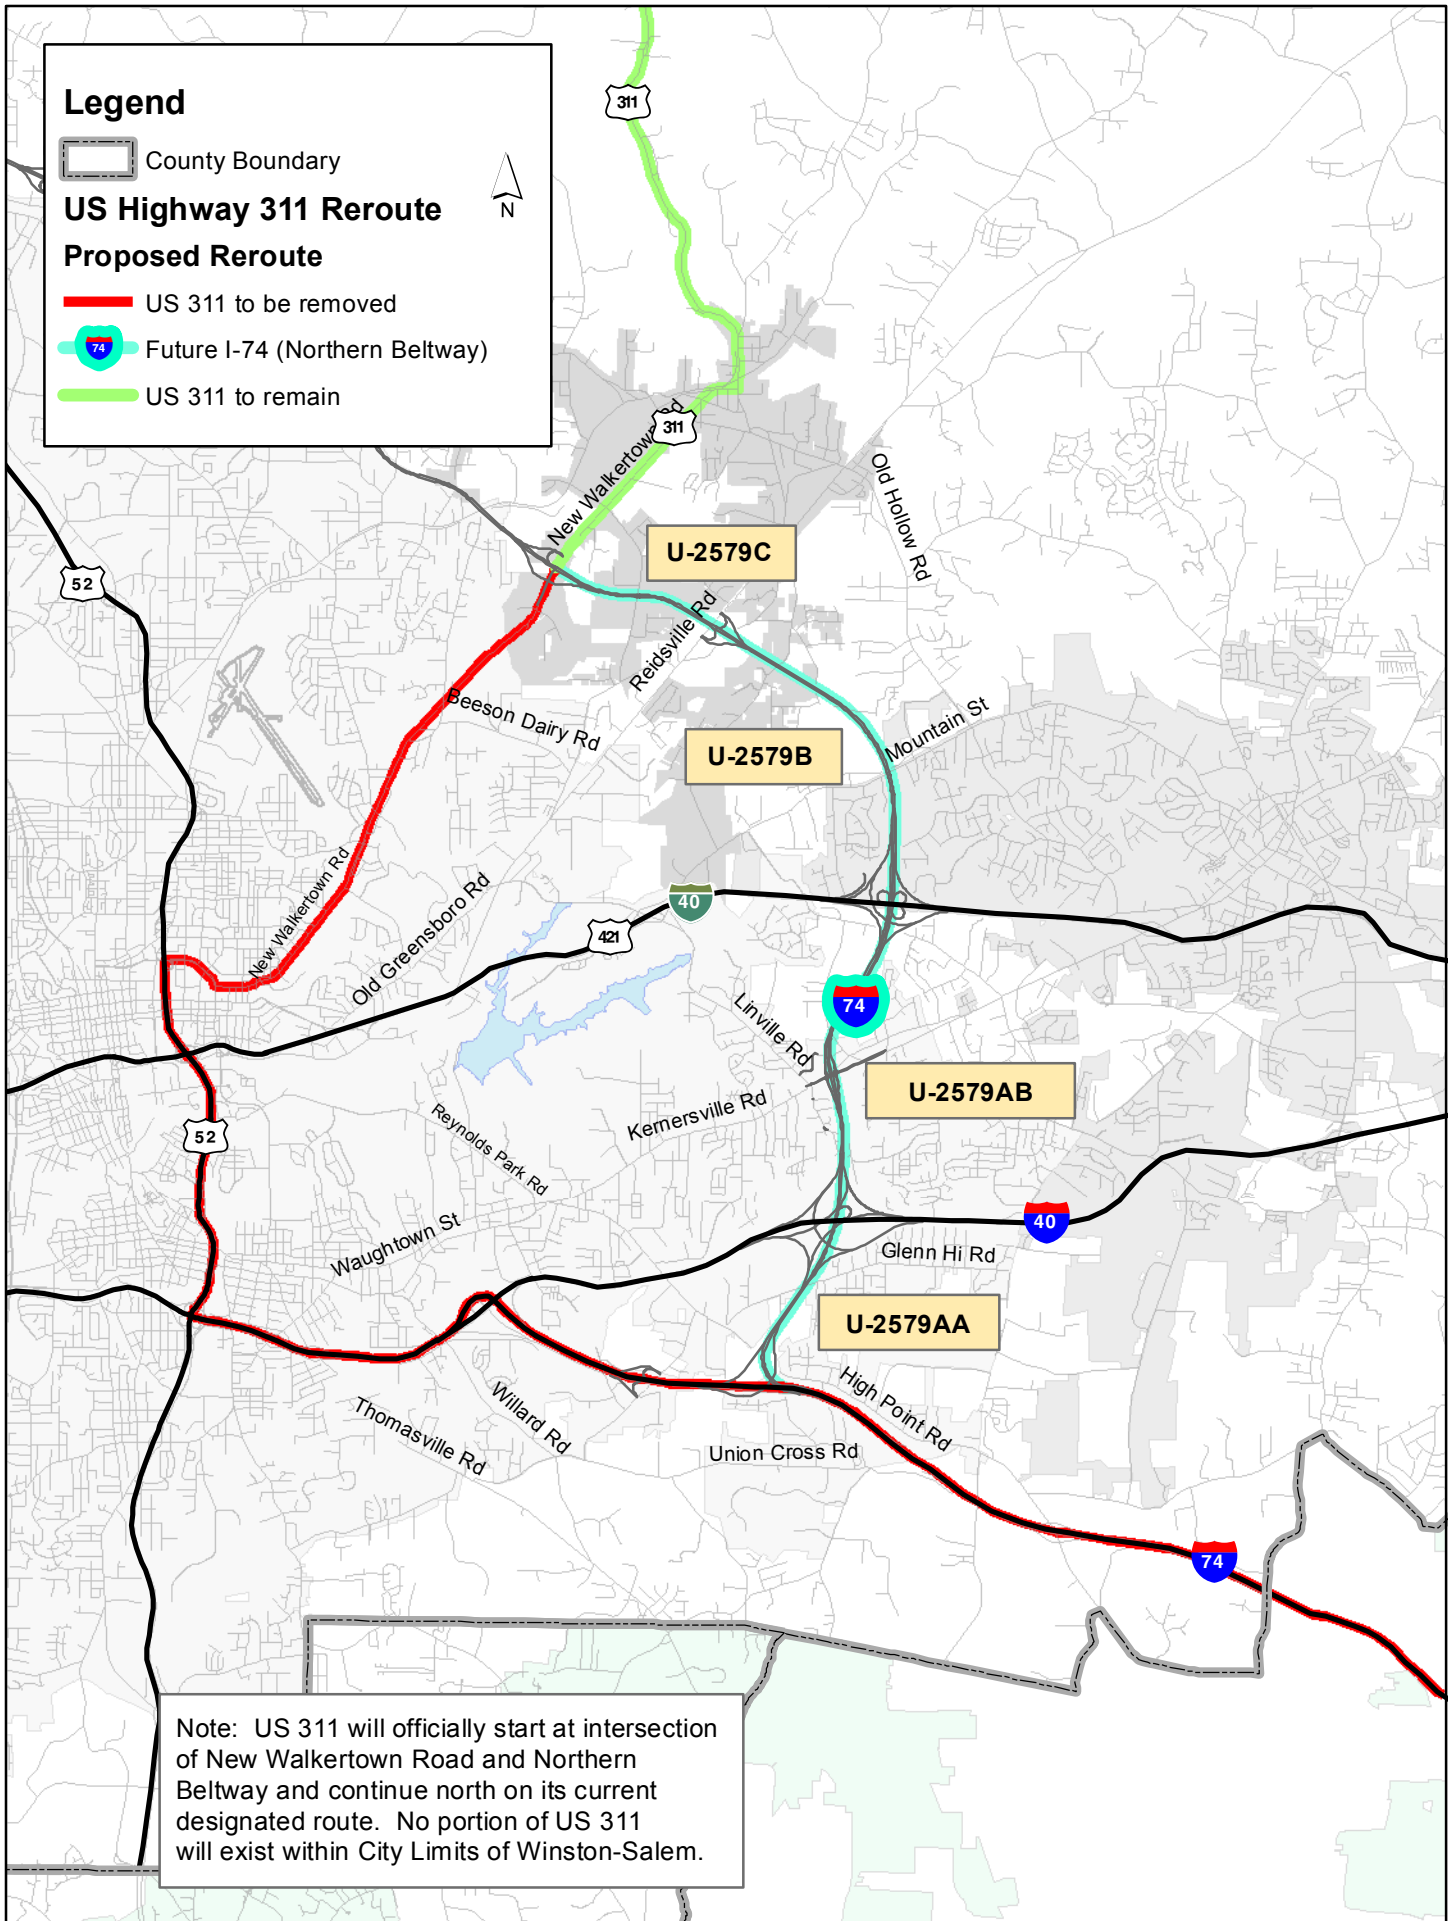 311
Legend
County Boundary
US Highway 311 Reroute
N
Proposed Reroute
US 311 to be removed
74
Future I-74 (Northern Beltway)
US 311 to remain
311
New Walkertown Rd
Old Hollow Rd
U-2579C
52
Reidsville Rd
Beeson Dairy Rd
Mountain St
U-2579B
New Walkertown Rd
Old Greensboro Rd
40
421
74
Linville Rd
U-2579AB
Kernersville Rd
52
Reynolds Park Rd
Waughtown St
40
Glenn Hi Rd
U-2579AA
High Point Rd
Willard Rd
Thomasville Rd
Union Cross Rd
74
Note: US 311 will officially start at intersection
of New Walkertown Road and Northern
Beltway and continue north on its current
designated route. No portion of US 311
will exist within City Limits of Winston-Salem.